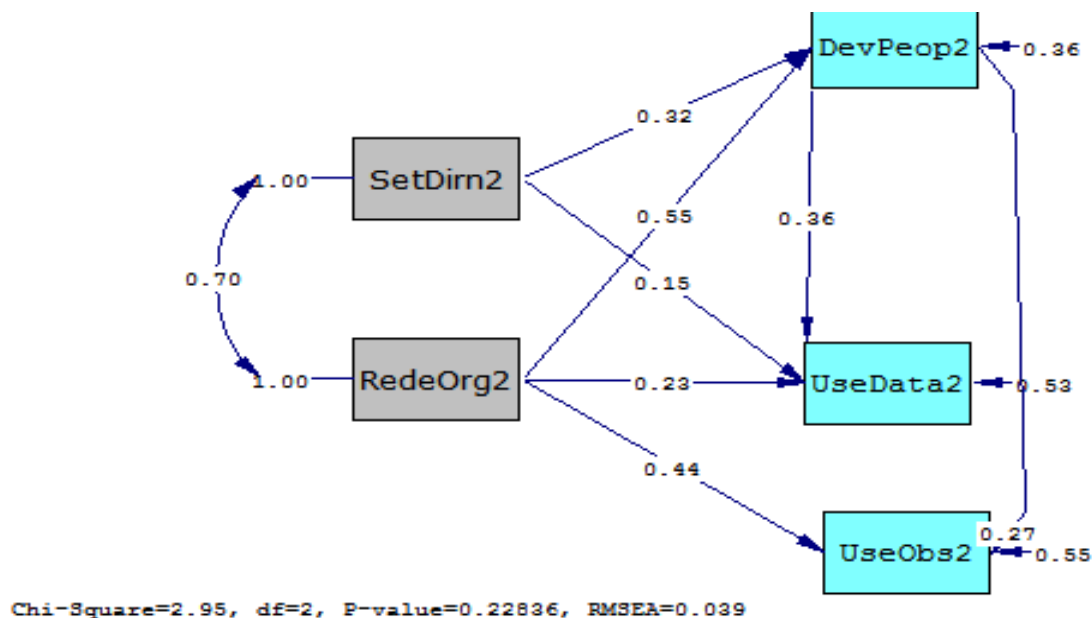 DevPeop2
0.36
0.32
SetDirn2
1.00
0.55
0.36
0.70
0.15
RedeOrg2
1.00
0.23
UseData2
0.53
0.44
0.27
UseObs2
0.55
Chi-Square=2.95, df=2, P-value=0.22836, RMSEA=0.039